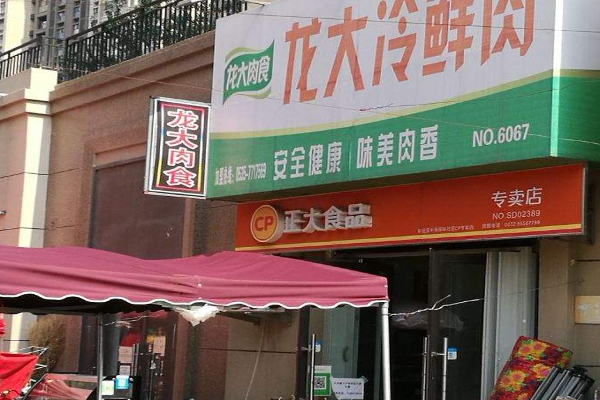 龙大冷鲜肉
龙大肉食
龙大肉食
安全健康 味美肉香
NO.6067
CP 正大食品
专卖店
NO.SD02389